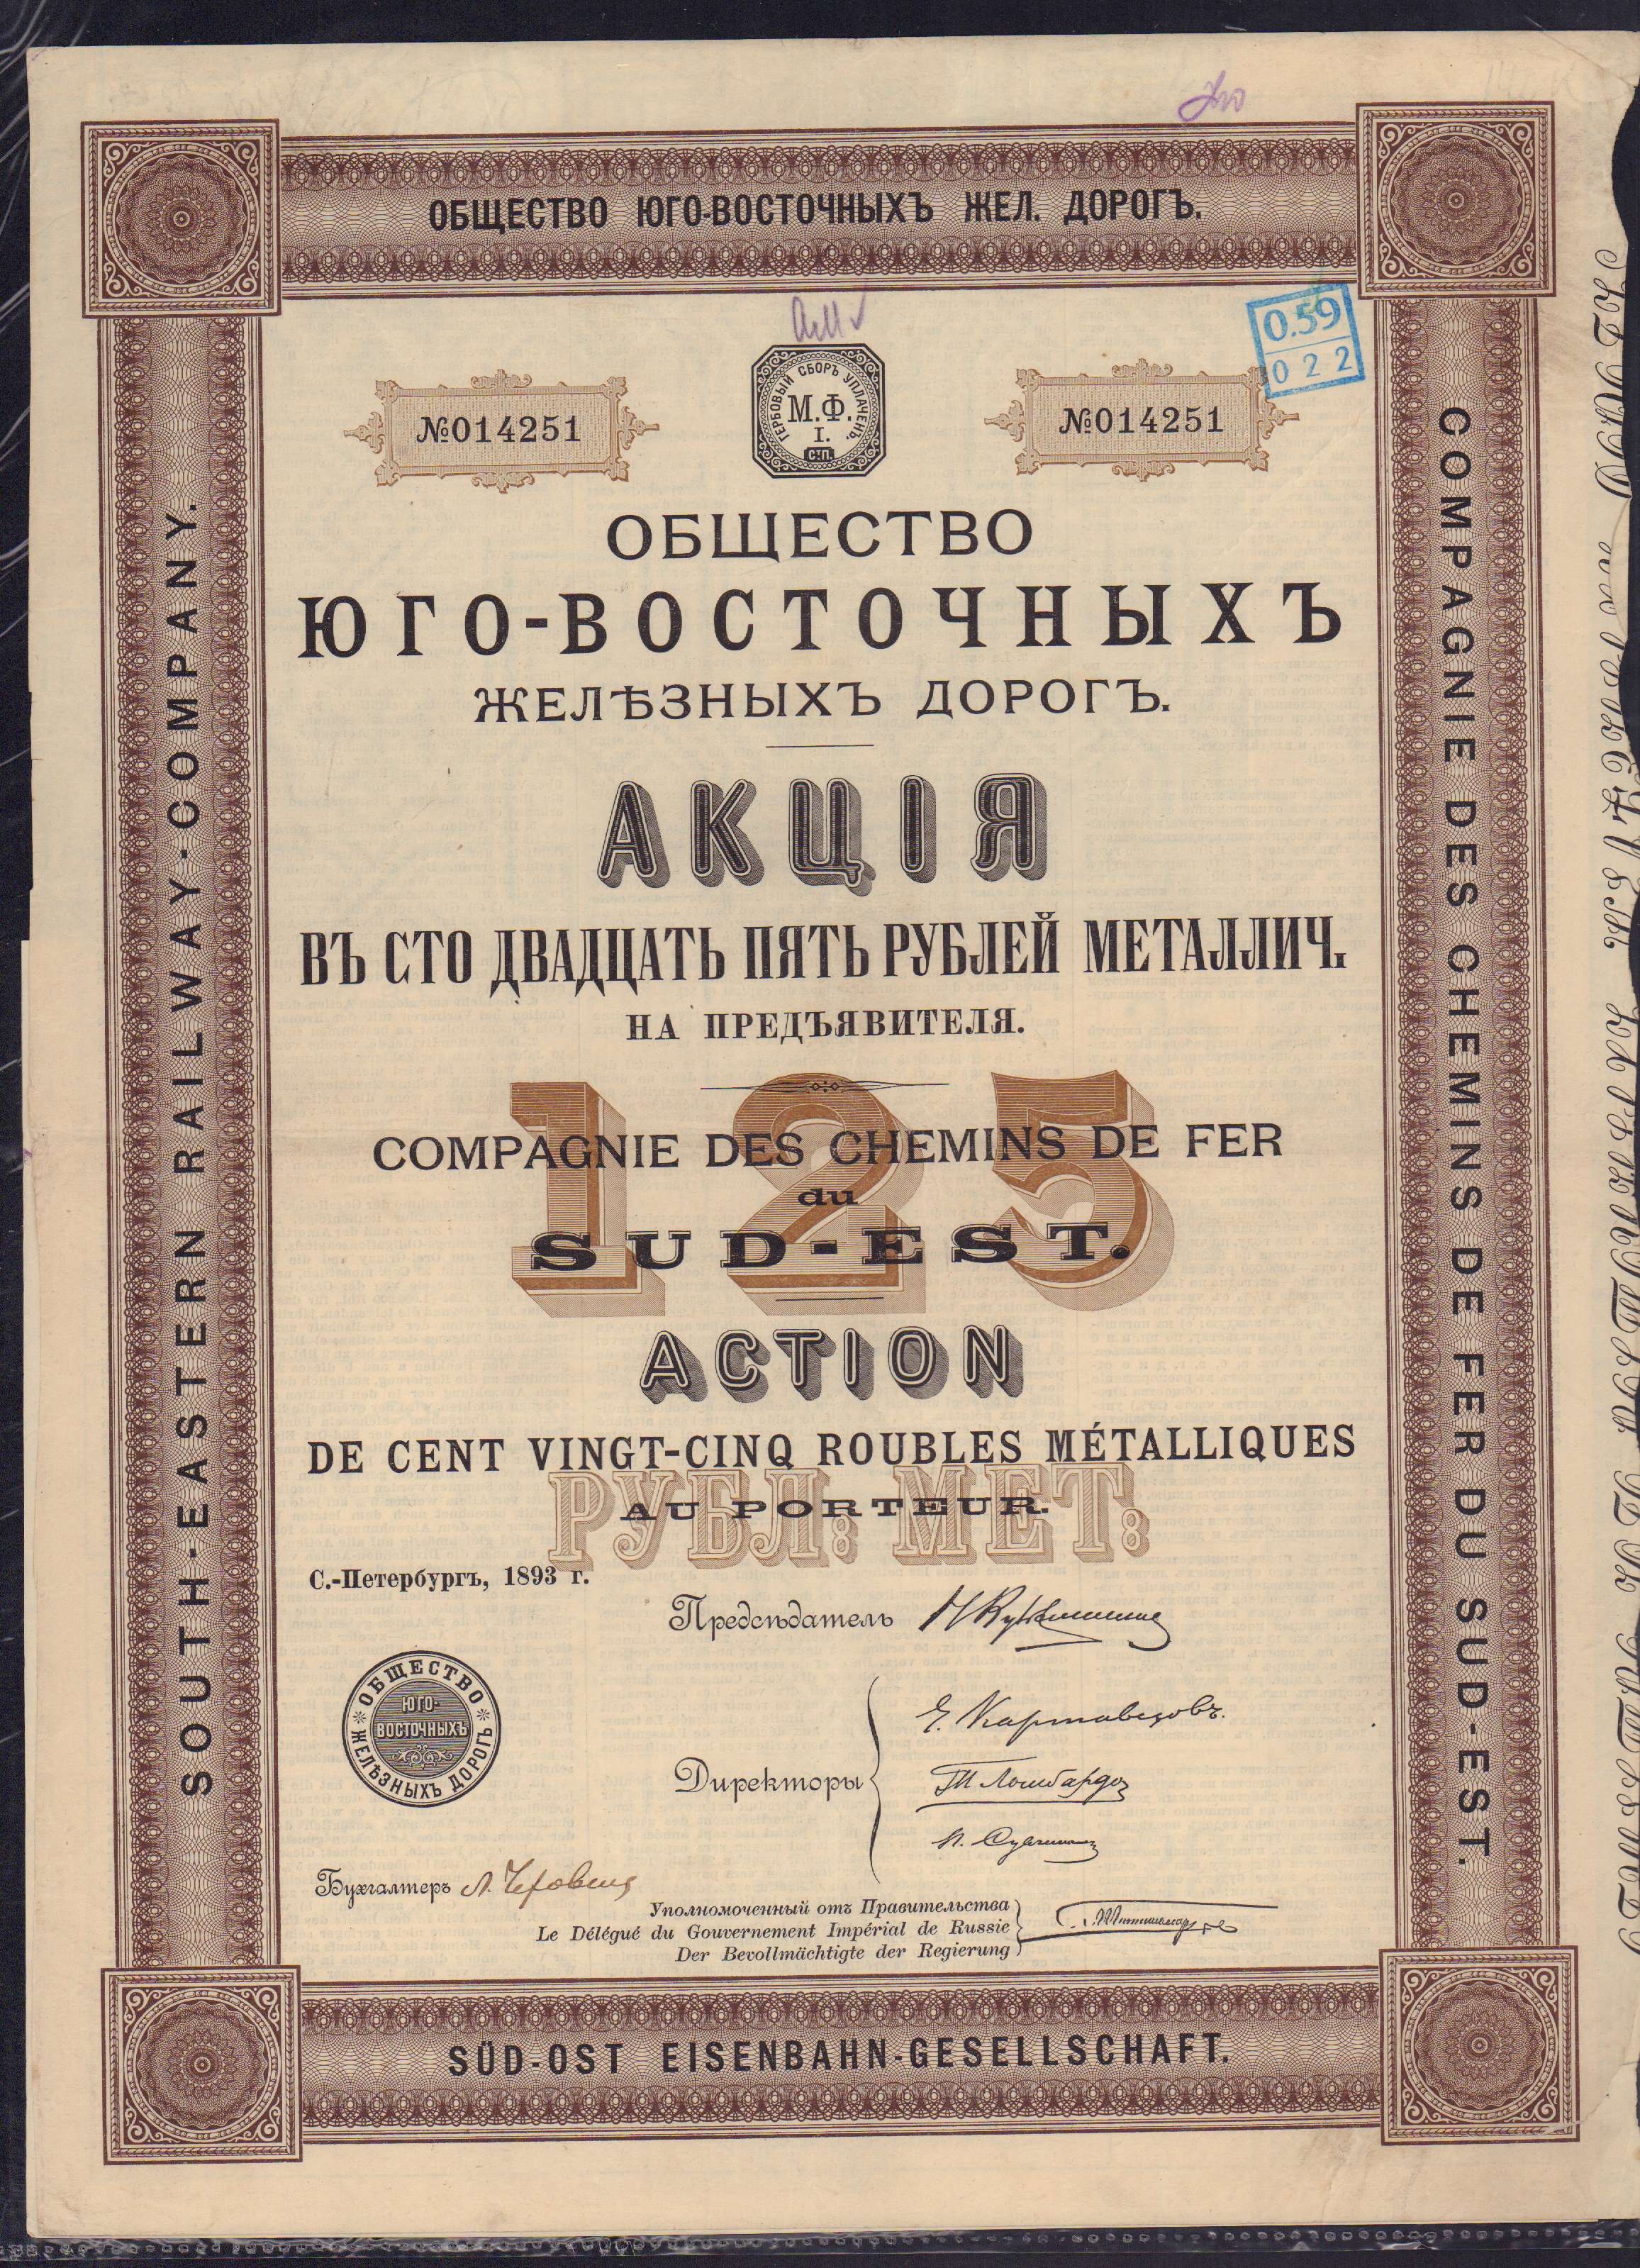 ОБЩЕСТВО ЮГО-ВОСТОЧНЫХЪ ЖЕЛ. ДОРОГЪ.
0.59
022
№014251
ГЕРБОВЫЙ СБОРЪ УПЛАЧЕНЪ.
М.Ф.
I.
С.П.
№014251
ОБЩЕСТВО
ЮГО-ВОСТОЧНЫХЪ
ЖЕЛѢЗНЫХЪ ДОРОГЪ.
АКЦІЯ
ВЪ СТО ДВАДЦАТЬ ПЯТЬ РУБЛЕЙ МЕТАЛЛИЧ.
НА ПРЕДЪЯВИТЕЛЯ.
125
COMPAGNIE DES CHEMINS DE FER
du
SUD-EST.
ACTION
DE CENT VINGT-CINQ ROUBLES MÉTALLIQUES
РУБЛ: МЕТ:
AU PORTEUR.
С.-Петербургъ, 1893 г.
Предсѣдатель
ОБЩЕСТВО
ЮГО-
ВОСТОЧНЫХЪ
ЖЕЛѢЗНЫХЪ ДОРОГЪ
Директоры
Бухгалтеръ
Уполномоченный отъ Правительства
Le Délégué du Gouvernement Impérial de Russie
Der Bevollmächtigte der Regierung
SOUTH-EASTERN RAILWAY-COMPANY.
COMPAGNIE DES CHEMINS DE FER DU SUD-EST.
SÜD-OST EISENBAHN-GESELLSCHAFT.